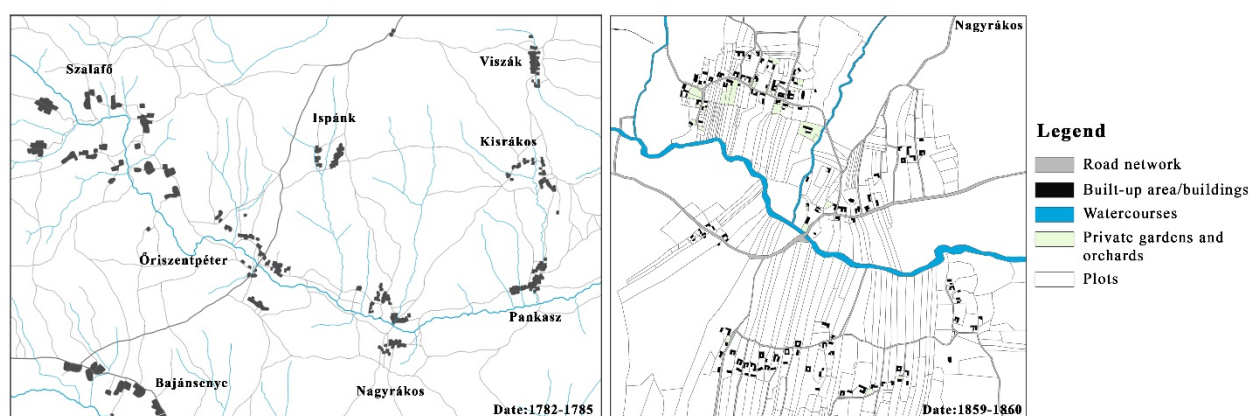 Szalafő
Viszák
Ispánk
Kisrákos
Őriszentpéter
Pankasz
Bajánsenye
Nagyrákos
Date:1782-1785
Nagyrákos
Date:1859-1860
Legend
Road network
Built-up area/buildings
Watercourses
Private gardens and
orchards
Plots